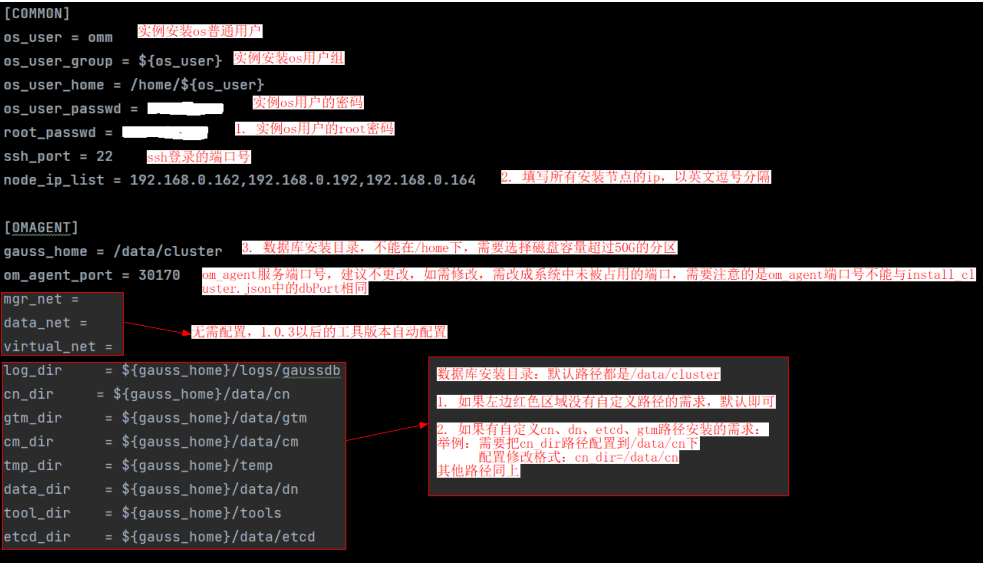 [COMMON]
os_user = omm 实例安装os普通用户
os_user_group = ${os_user} 实例安装os用户组
os_user_home = /home/${os_user}
os_user_passwd = 实例os用户的密码
root_passwd = 1. 实例os用户的root密码
ssh_port = 22 ssh登录的端口号
node_ip_list = 192.168.0.162,192.168.0.192,192.168.0.164 2. 填写所有安装节点的ip, 以英文逗号分隔
[OMAGENT]
gauss_home = /data/cluster 3. 数据库安装目录, 不能在/home下, 需要选择磁盘容量超过50G的分区
om_agent_port = 30170 om_agent服务端口号, 建议不更改, 如需修改, 需改成系统中未被占用的端口, 需要注意的是om_agent端口号不能与install_cl
uster.json中的dbPort相同
mgr_net =
data_net =
virtual_net =
无需配置, 1.0.3以后的工具版本自动配置
log_dir = ${gauss_home}/logs/gaussdb
cn_dir = ${gauss_home}/data/cn
gtm_dir = ${gauss_home}/data/gtm
cm_dir = ${gauss_home}/data/cm
tmp_dir = ${gauss_home}/temp
data_dir = ${gauss_home}/data/dn
tool_dir = ${gauss_home}/tools
etcd_dir = ${gauss_home}/data/etcd
数据库安装目录: 默认路径都是/data/cluster
1. 如果左边红色区域没有自定义路径的需求, 默认即可
2. 如果有自定义cn、dn、etcd、gtm路径安装的需求:
举例: 需要把cn_dir路径配置到/data/cn下
配置修改格式: cn_dir=/data/cn
其他路径同上